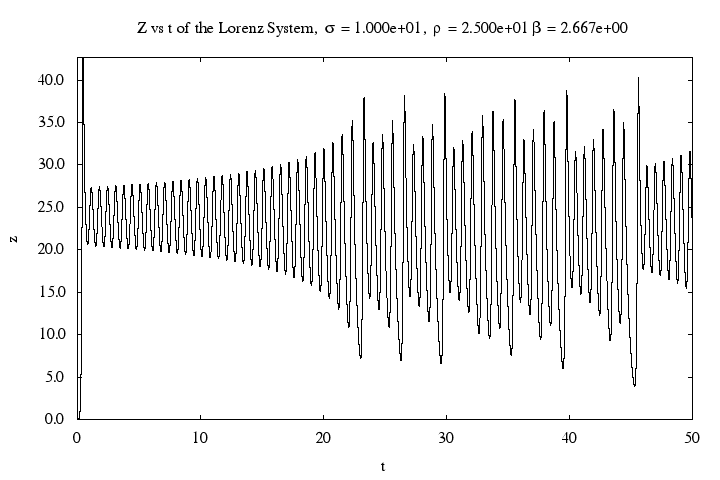 Z vs t of the Lorenz System, σ = 1.000e+01, ρ = 2.500e+01 β = 2.667e+00
40.0
35.0
30.0
25.0
z
20.0
15.0
10.0
5.0
0.0
0 10 20 30 40 50
t